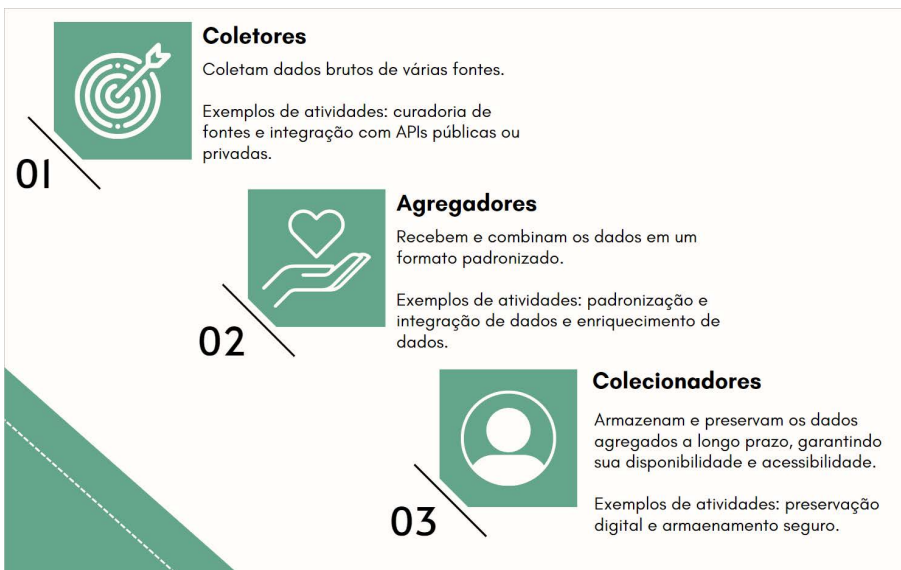 Coletores
Coletam dados brutos de várias fontes.
Exemplos de atividades: curadoria de
fontes e integração com APIs públicas ou
privadas.
01
Agregadores
Recebem e combinam os dados em um
formato padronizado.
Exemplos de atividades: padronização e
integração de dados e enriquecimento de
dados.
02
Colecionadores
Armazenam e preservam os dados
agregados a longo prazo, garantindo
sua disponibilidade e acessibilidade.
Exemplos de atividades: preservação
digital e armaenamento seguro.
03